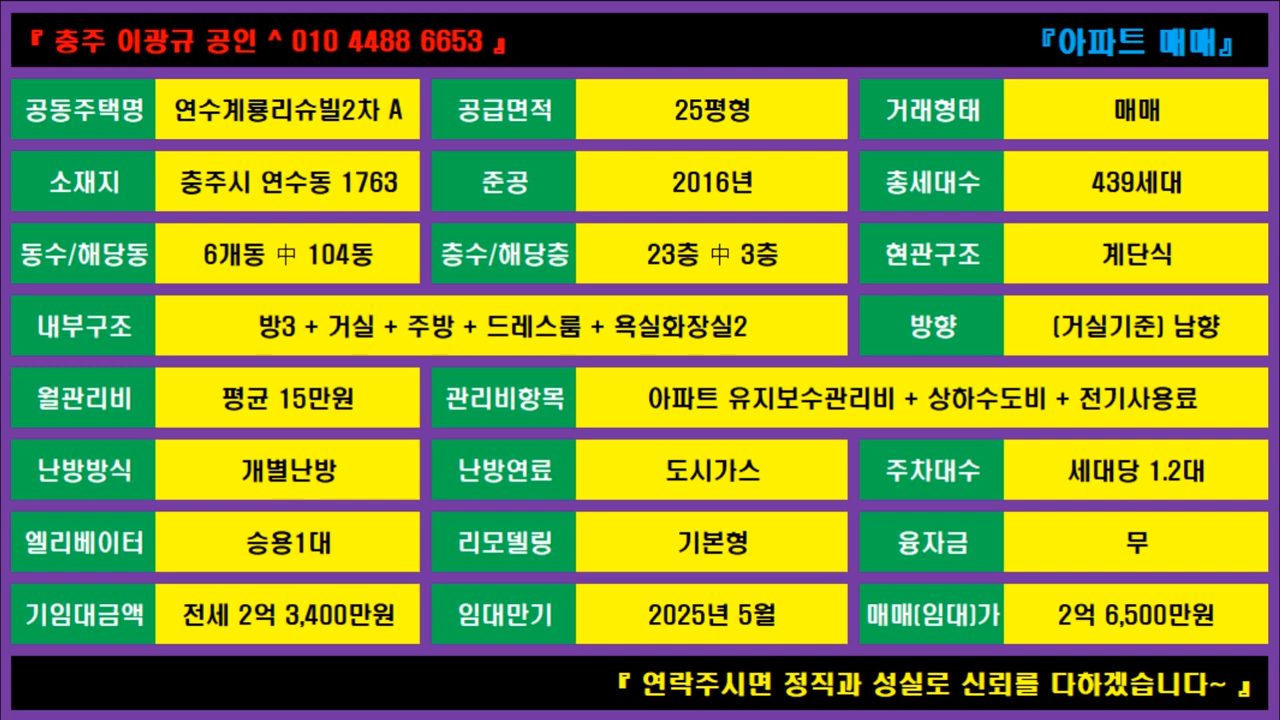 『 충주 이광규 공인 ^ 010 4488 6653 』 『아파트 매매』
공동주택명 연수계룡리슈빌2차 A 공급면적 25평형 거래형태 매매
소재지 충주시 연수동 1763 준공 2016년 총세대수 439세대
동수/해당동 6개동 中 104동 층수/해당층 23층 中 3층 현관구조 계단식
내부구조 방3 + 거실 + 주방 + 드레스룸 + 욕실화장실2 방향 (거실기준) 남향
월관리비 평균 15만원 관리비항목 아파트 유지보수관리비 + 상하수도비 + 전기사용료
난방방식 개별난방 난방연료 도시가스 주차대수 세대당 1.2대
엘리베이터 승용1대 리모델링 기본형 융자금 무
기임대금액 전세 2억 3,400만원 임대만기 2025년 5월 매매(임대)가 2억 6,500만원
『 연락주시면 정직과 성실로 신뢰를 다하겠습니다~ 』